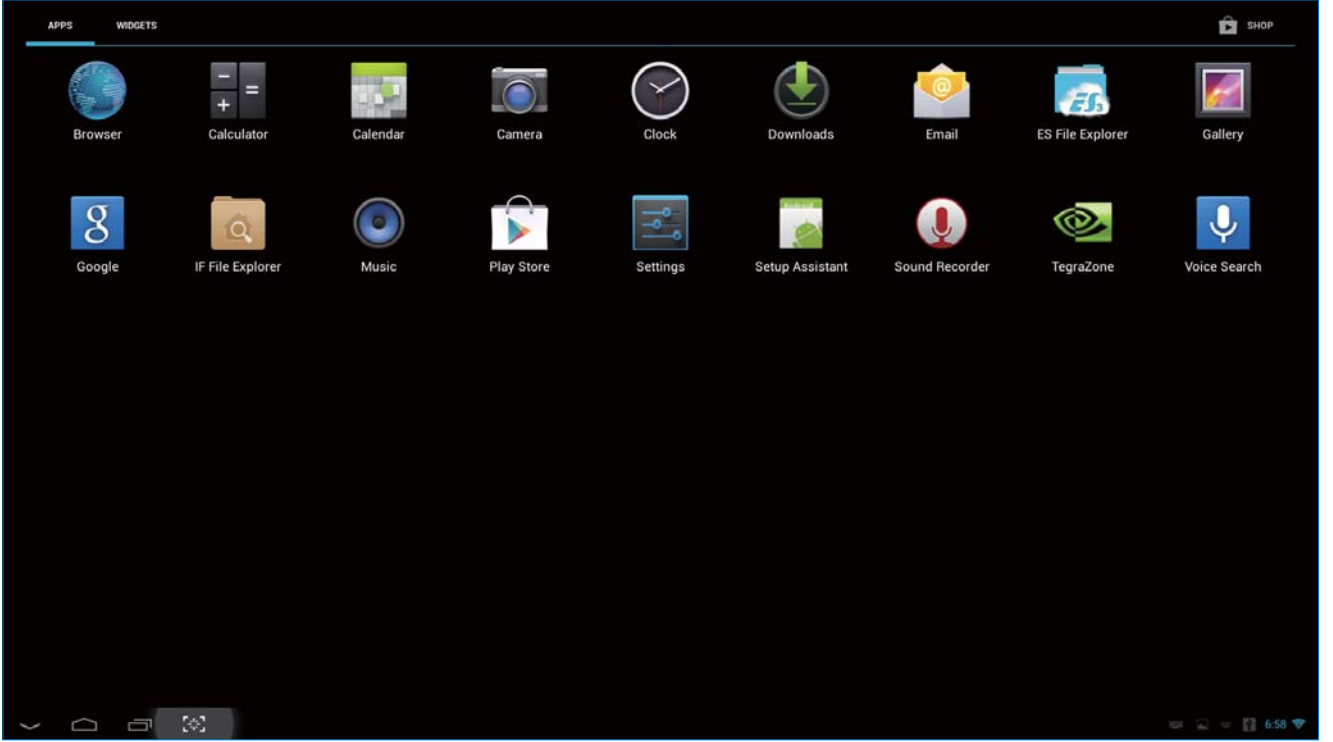 APPS WIDGETS SHOP
Browser Calculator Calendar Camera Clock Downloads Email ES File Explorer Gallery
Google IF File Explorer Music Play Store Settings Setup Assistant Sound Recorder TegraZone Voice Search
6:58